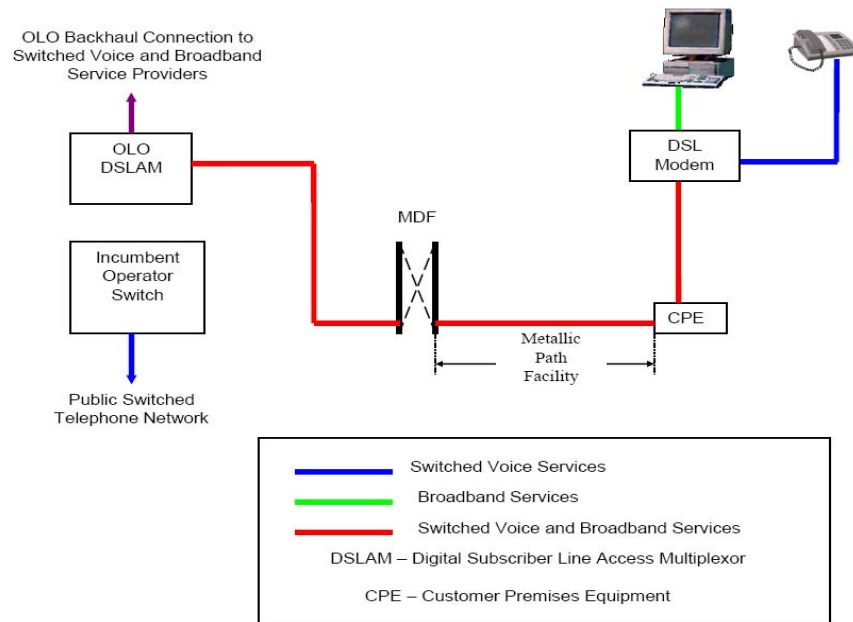 OLO Backhaul Connection to
Switched Voice and Broadband
Service Providers
OLO
DSLAM
DSL
Modem
MDF
Incumbent
Operator
Switch
CPE
Metallic
Path
Facility
Public Switched
Telephone Network
Switched Voice Services
Broadband Services
Switched Voice and Broadband Services
DSLAM – Digital Subscriber Line Access Multiplexor
CPE – Customer Premises Equipment